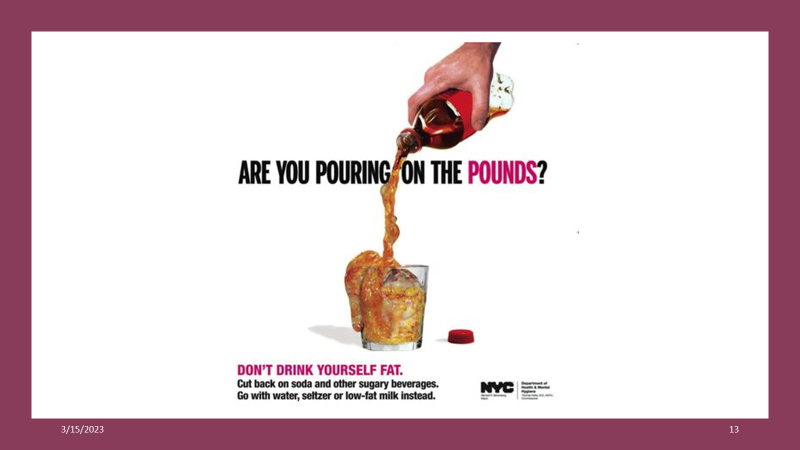 ARE YOU POURING ON THE POUNDS?
DON'T DRINK YOURSELF FAT.
Cut back on soda and other sugary beverages.
Go with water, seltzer or low-fat milk instead.
NYC
Department of
Health & Mental
Hygiene
3/15/2023
13